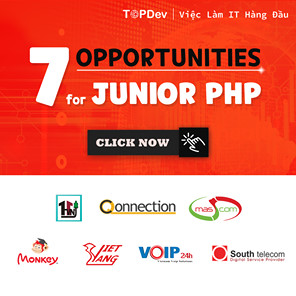 TOPDev | Việc Làm IT Hàng Đầu
7 OPPORTUNITIES
for JUNIOR PHP
CLICK NOW
Qonnection
mascom
MONKEY
VIET YANG
VOIP 24h
South telecom
Digital Service Provider